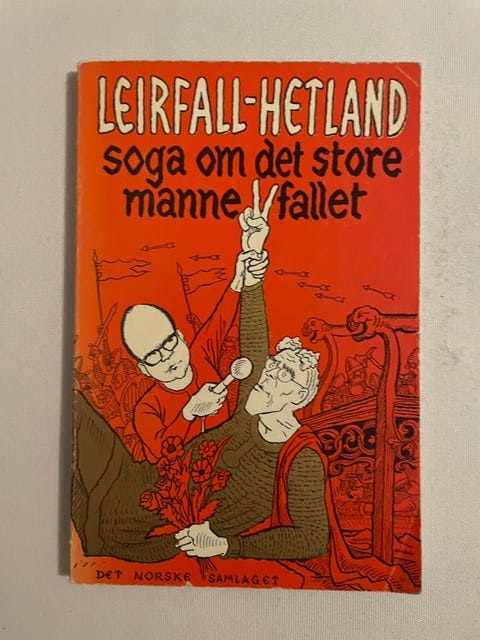 LEIRFALL-HETLAND
soga om det store
manne fallet
DET NORSKE SAMLAGET